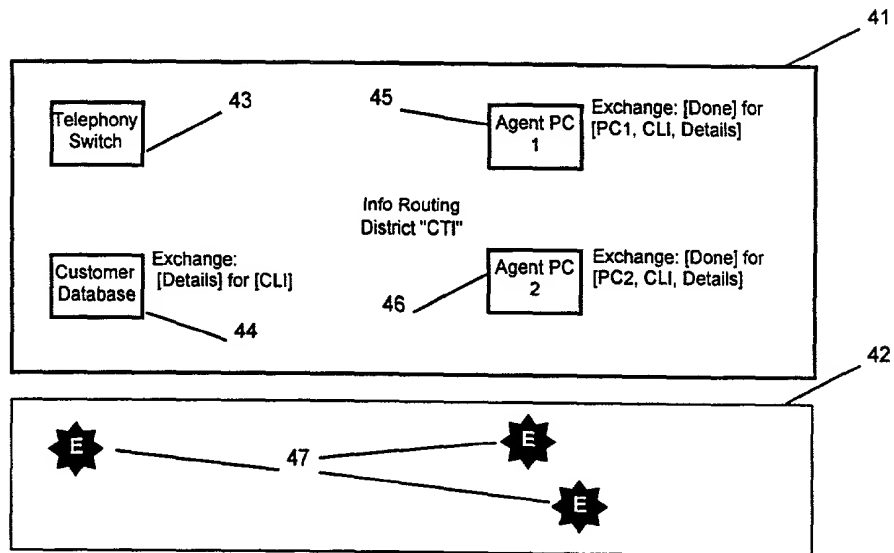 41
43
45
Telephony
Switch
Agent PC
1
Exchange: [Done] for
[PC1, CLI, Details]
Info Routing
District "CTI"
Customer
Database
Exchange:
[Details] for [CLI]
44
46
Agent PC
2
Exchange: [Done] for
[PC2, CLI, Details]
42
E
47
E
E